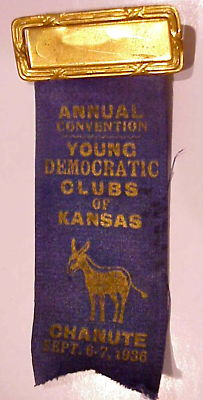 ANNUAL
CONVENTION
YOUNG
DEMOCRATIC
CLUBS
OF
KANSAS
CHANUTE
SEPT. 6-7, 1936